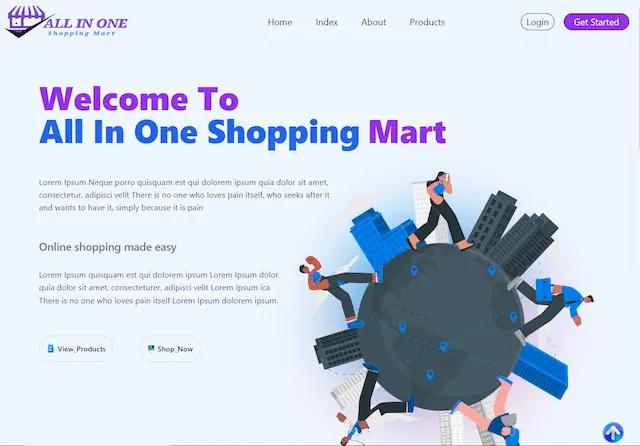 ALL IN ONE
Shopping Mart
Home
Index
About
Products
Login
Get Started
Welcome To
All In One Shopping Mart
Lorem Ipsum Neque porro quisquam est qui dolorem ipsum quia dolor sit amet,
consectetur, adipisci velit There is no one who loves pain itself, who seeks after it
and wants to have it, simply because it is pain
Online shopping made easy
Lorem Ipsum quisquam est qui dolorem ipsum Lorem Ipsum dolor
quia dolor sit amet, conseceteturer, adipisci velit Lorem Ipsum ica
There is no one who loves pain itself Lorem Ipsum dolorem ipsum.
View_Products
Shop_Now